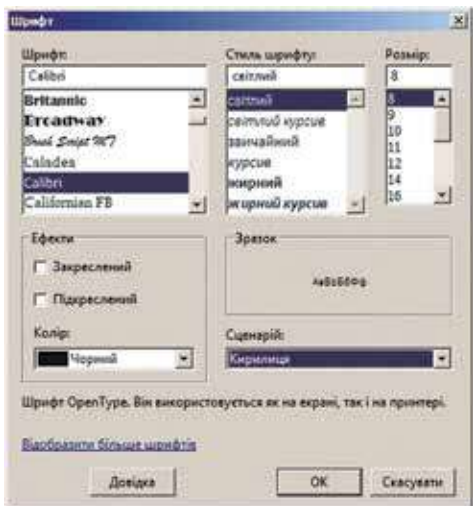 Шрифт
Шрифт:
Стиль шрифту:
Розмір:
Calibri
світлий
8
Britannic
світлий
8
Broadway
світлий курсив
9
Brush Script MT
звичайний
10
Caladea
курсив
11
Calibri
жирний
12
Californian FB
жирний курсив
14
16
Ефекти
Зразок
Закреслений
АаВbБбФф
Підкреслений
Колір:
Сценарій:
Чорний
Кирилиця
Шрифт OpenType. Він використовується як на екрані, так і на принтері.
Відобразити більше шрифтів
Довідка
OK
Скасувати